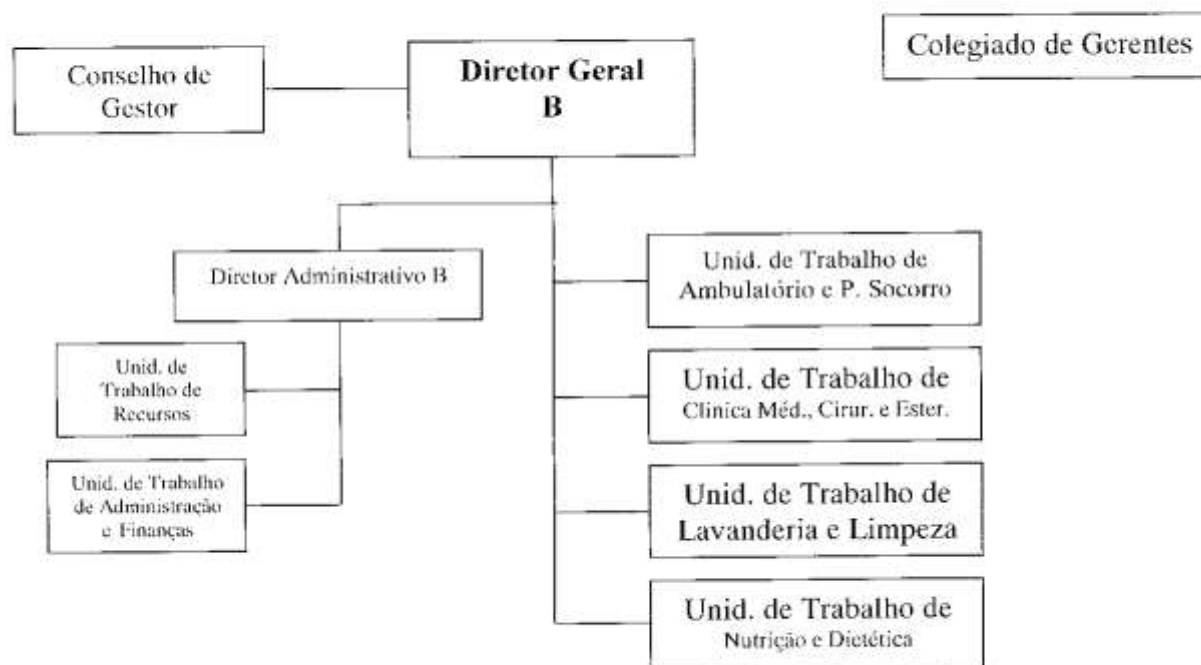 Colegiado de Gerentes
Conselho de
Gestor
Diretor Geral
B
Diretor Administrativo B
Unid. de Trabalho de
Ambulatório e P. Socorro
Unid. de
Trabalho de
Recursos
Unid. de Trabalho de
Clinica Méd., Cirur. e Ester.
Unid. de Trabalho
de Administração
e Finanças
Unid. de Trabalho de
Lavanderia e Limpeza
Unid. de Trabalho de
Nutrição e Dietética